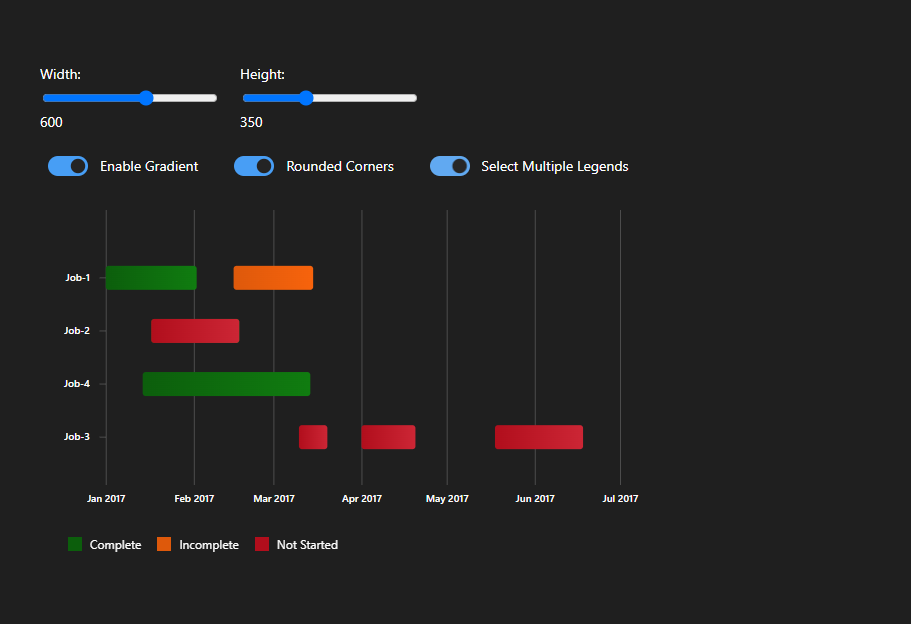 Width: Height:
600 350
Enable Gradient Rounded Corners Select Multiple Legends
Job-1
Job-2
Job-4
Job-3
Jan 2017 Feb 2017 Mar 2017 Apr 2017 May 2017 Jun 2017 Jul 2017
Complete Incomplete Not Started